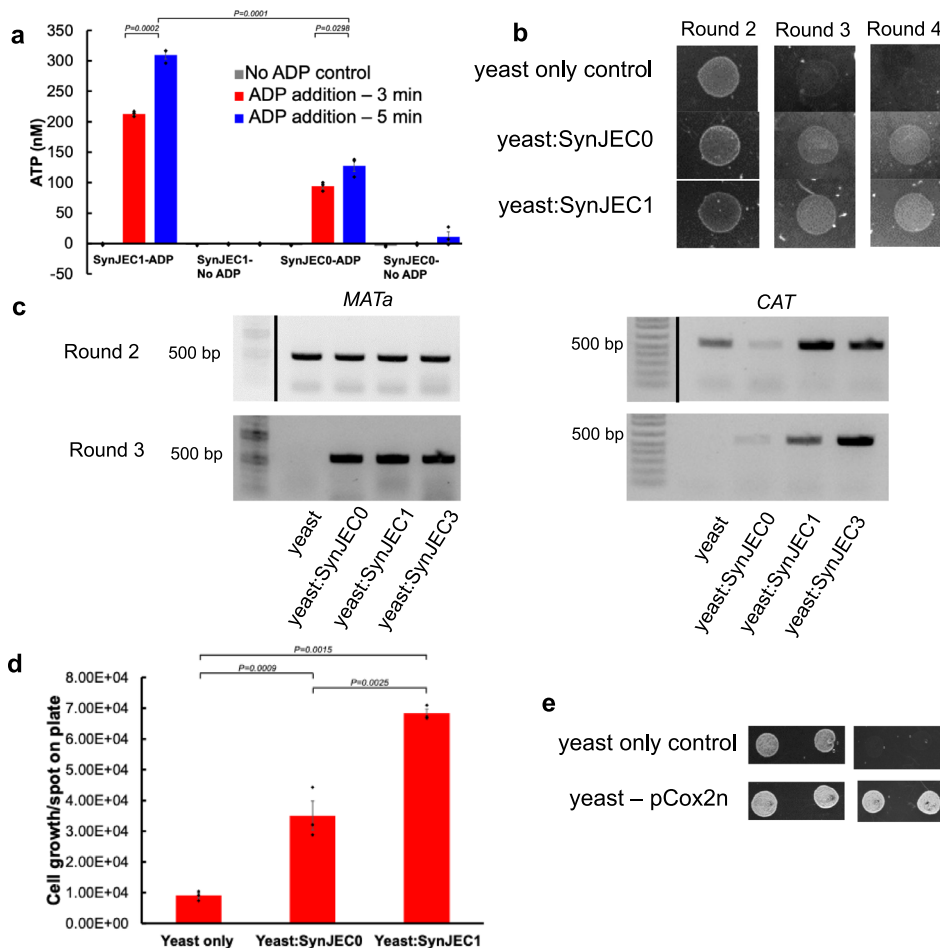 a
P=0.0001
P=0.0002
P=0.0298
ATP (nM)
350
300
250
200
150
100
50
0
-50
No ADP control
ADP addition – 3 min
ADP addition – 5 min
SynJEC1-ADP
SynJEC1-
No ADP
SynJEC0-ADP
SynJEC0-
No ADP
b
Round 2 Round 3 Round 4
yeast only control
yeast:SynJEC0
yeast:SynJEC1
c
MATa
CAT
Round 2 500 bp 500 bp
Round 3 500 bp 500 bp
yeast
yeast:SynJEC0
yeast:SynJEC1
yeast:SynJEC3
yeast
yeast:SynJEC0
yeast:SynJEC1
yeast:SynJEC3
d
P=0.0015
P=0.0009
P=0.0025
Cell growth/spot on plate
8.00E+04
7.00E+04
6.00E+04
5.00E+04
4.00E+04
3.00E+04
2.00E+04
1.00E+04
0.00E+00
Yeast only Yeast:SynJEC0 Yeast:SynJEC1
e
yeast only control
yeast – pCox2n